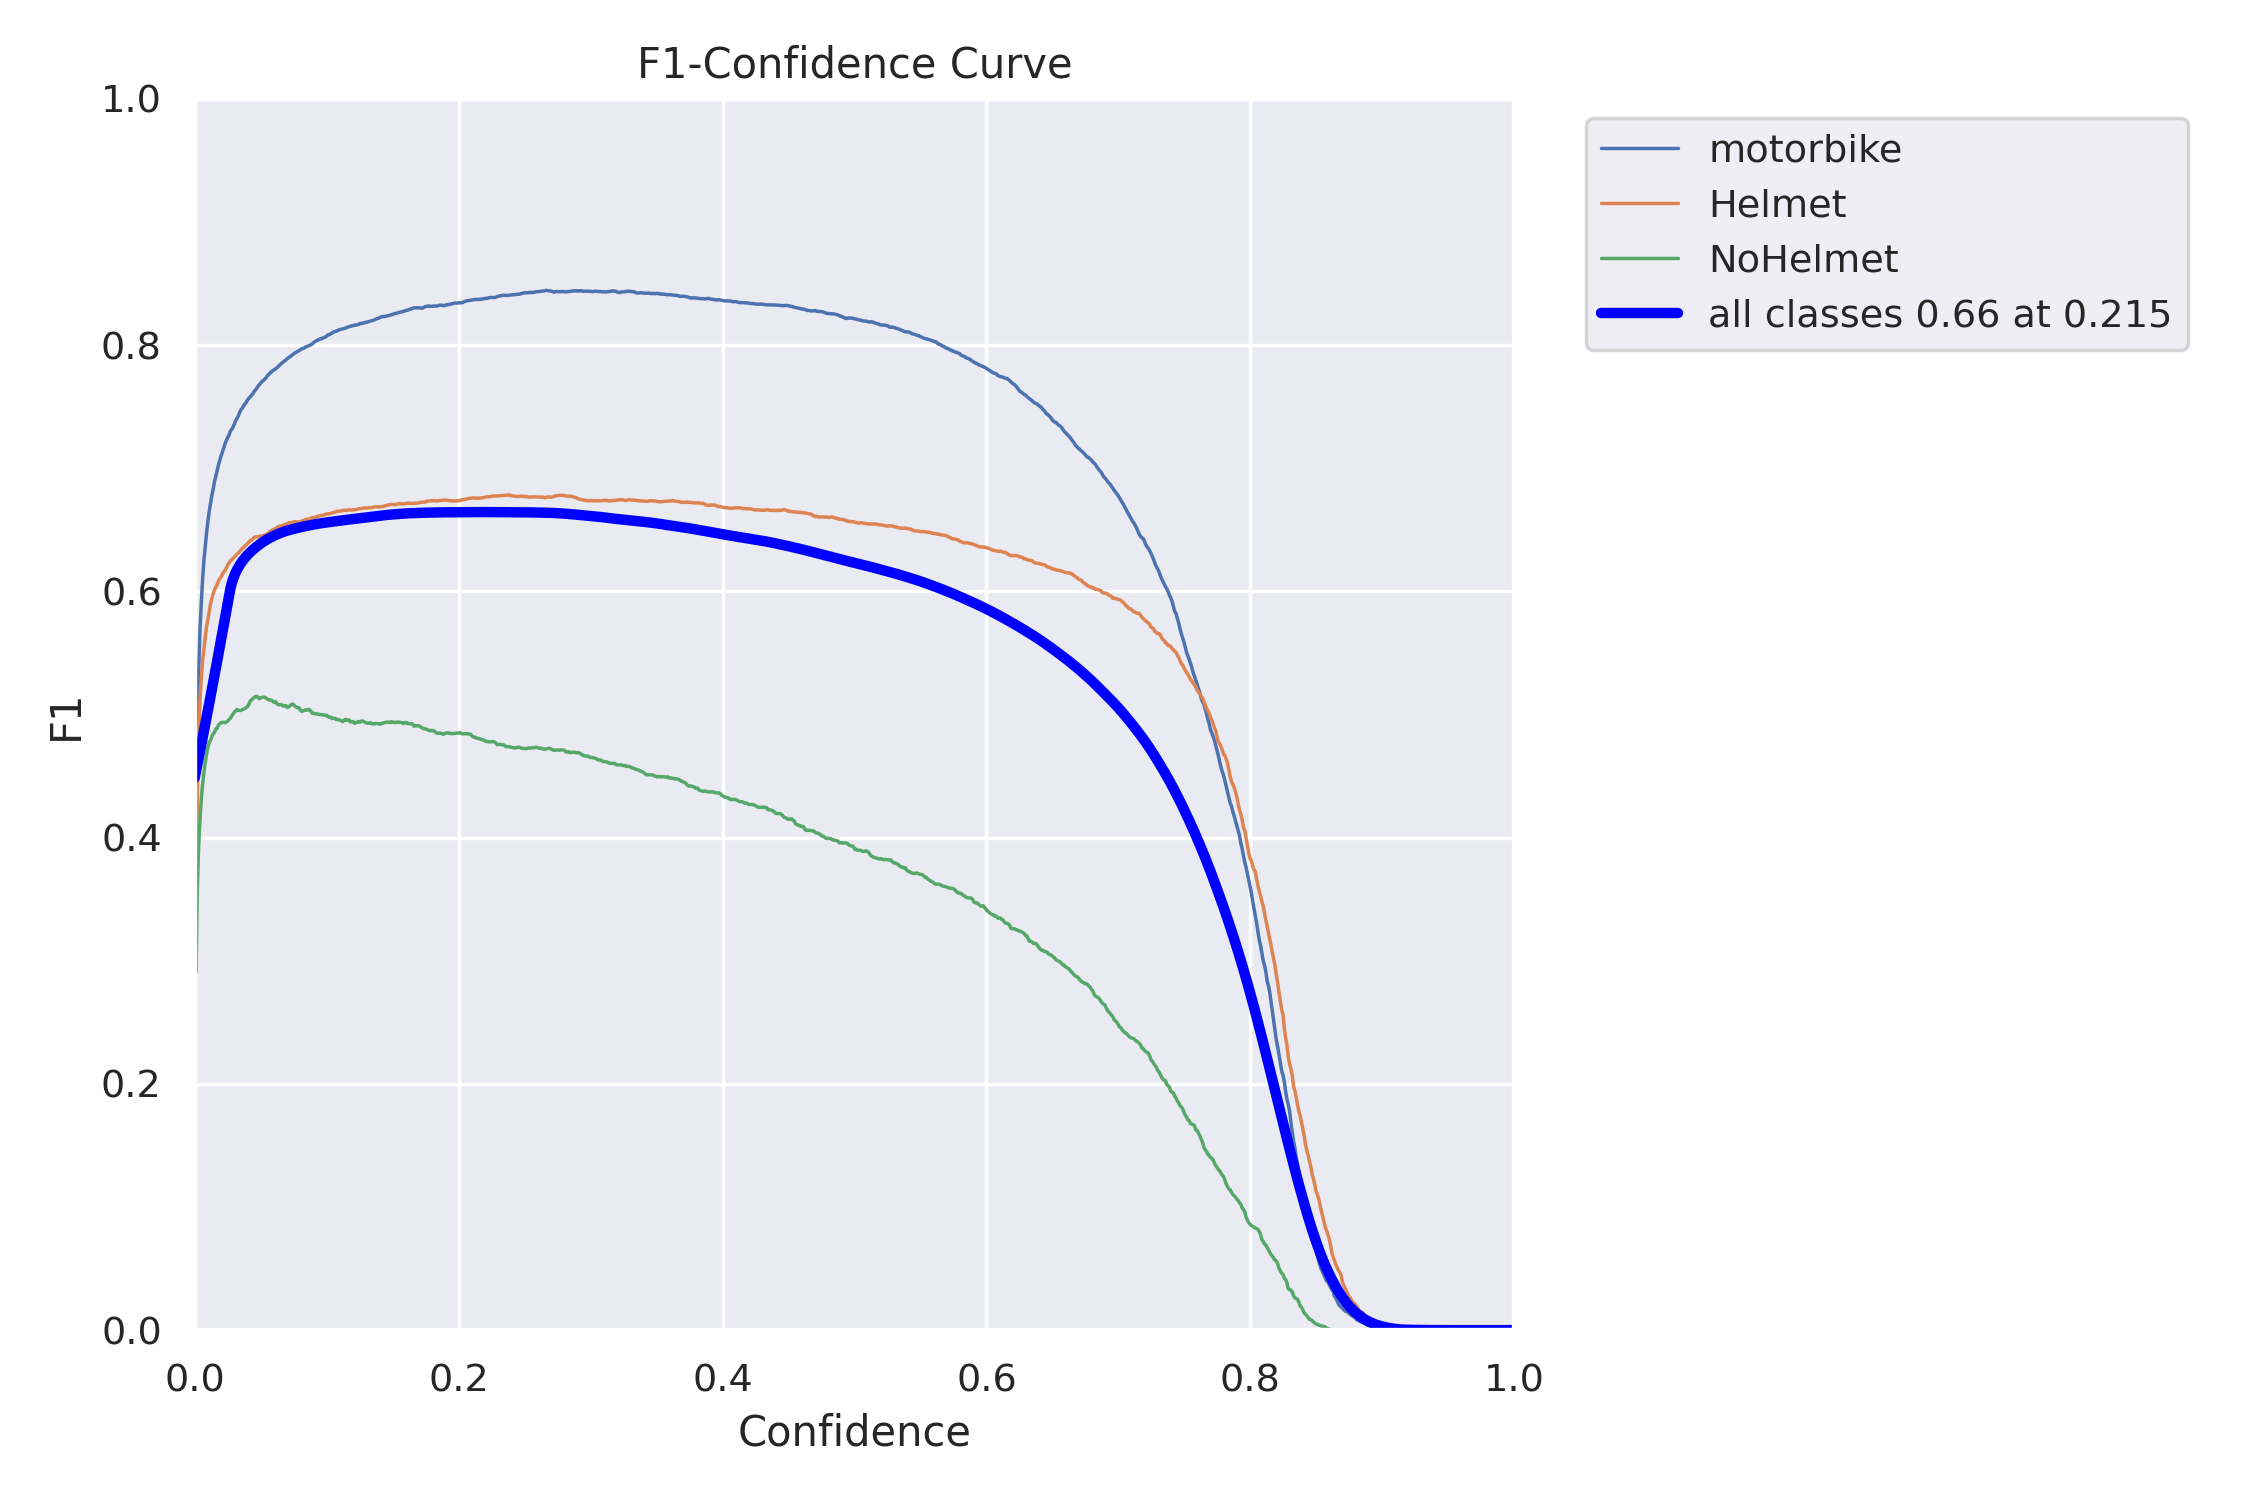 F1-Confidence Curve
1.0
0.8
0.6
0.4
0.2
0.0
F1
0.0 0.2 0.4 0.6 0.8 1.0
Confidence
motorbike
Helmet
NoHelmet
all classes 0.66 at 0.215